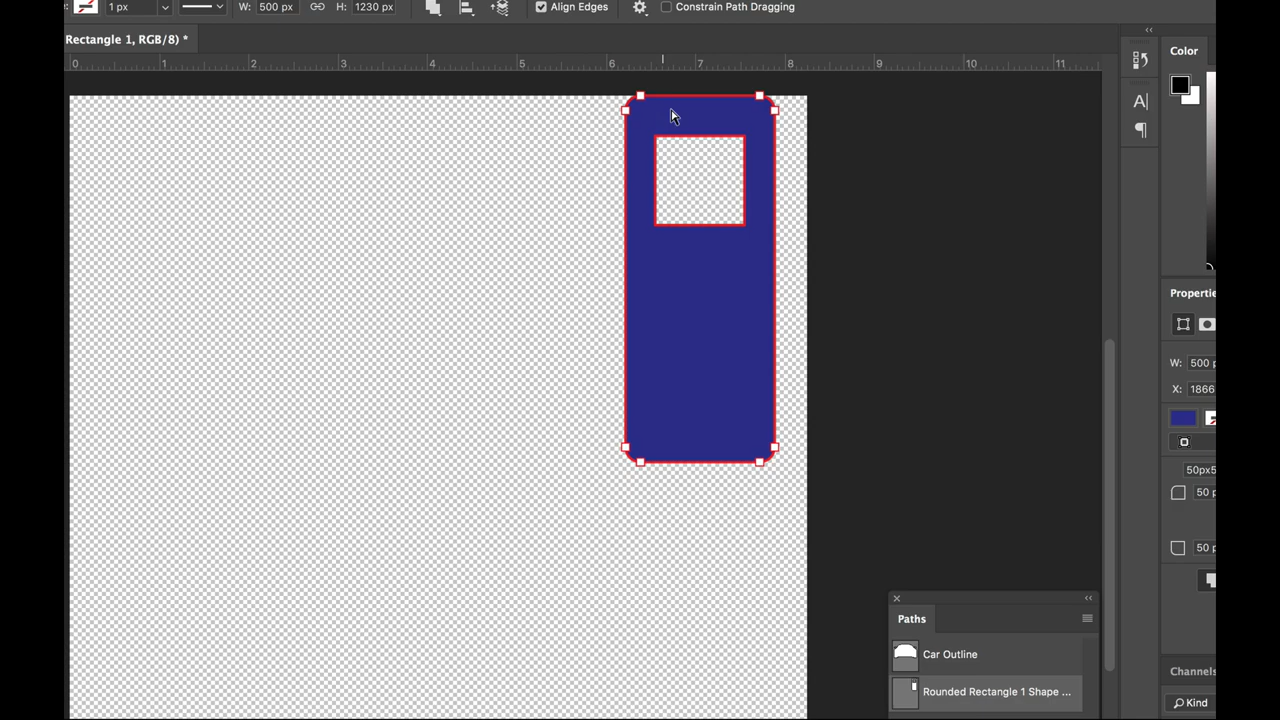 1 px W: 500 px H: 1230 px Align Edges Constrain Path Dragging
Rectangle 1, RGB/8) *
0 1 2 3 4 5 6 7 8 9 10 11
Color
A|
Properti
W: 500 p
X: 1866
50px5
50 p
50 p
Paths
Car Outline
Rounded Rectangle 1 Shape ...
Channels
Kind